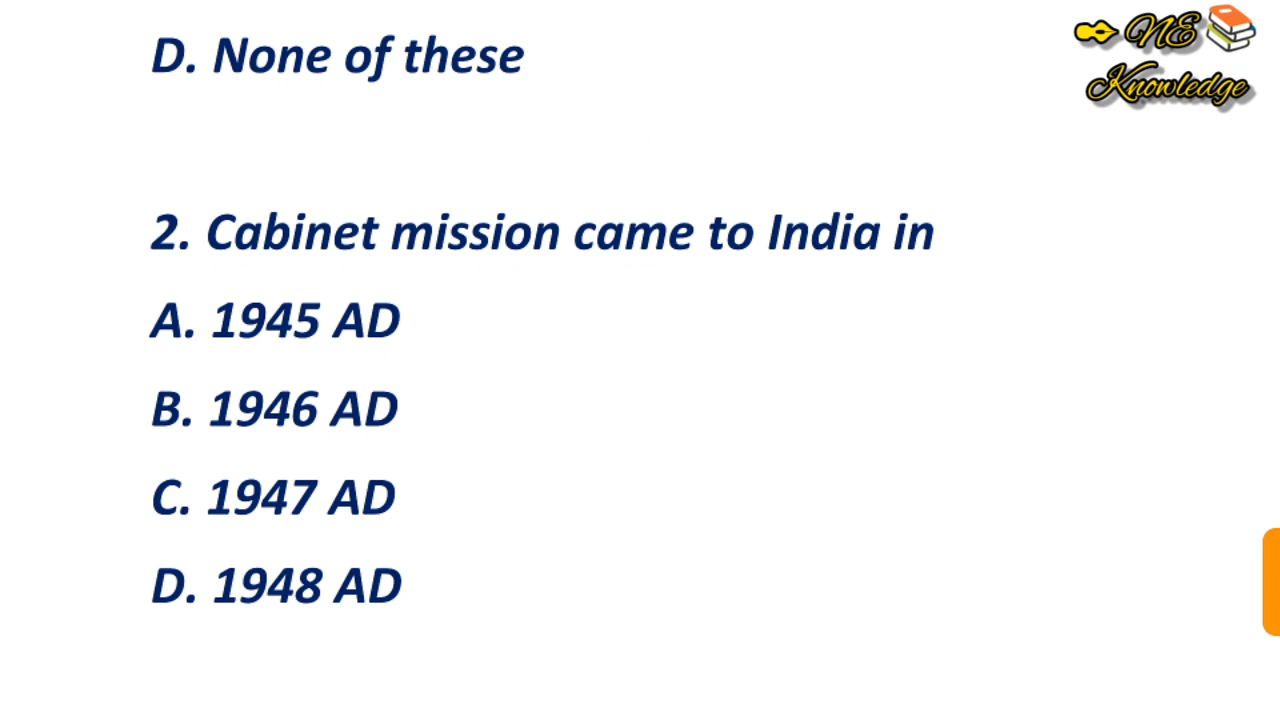 D. None of these
NE
Knowledge
2. Cabinet mission came to India in
A. 1945 AD
B. 1946 AD
C. 1947 AD
D. 1948 AD